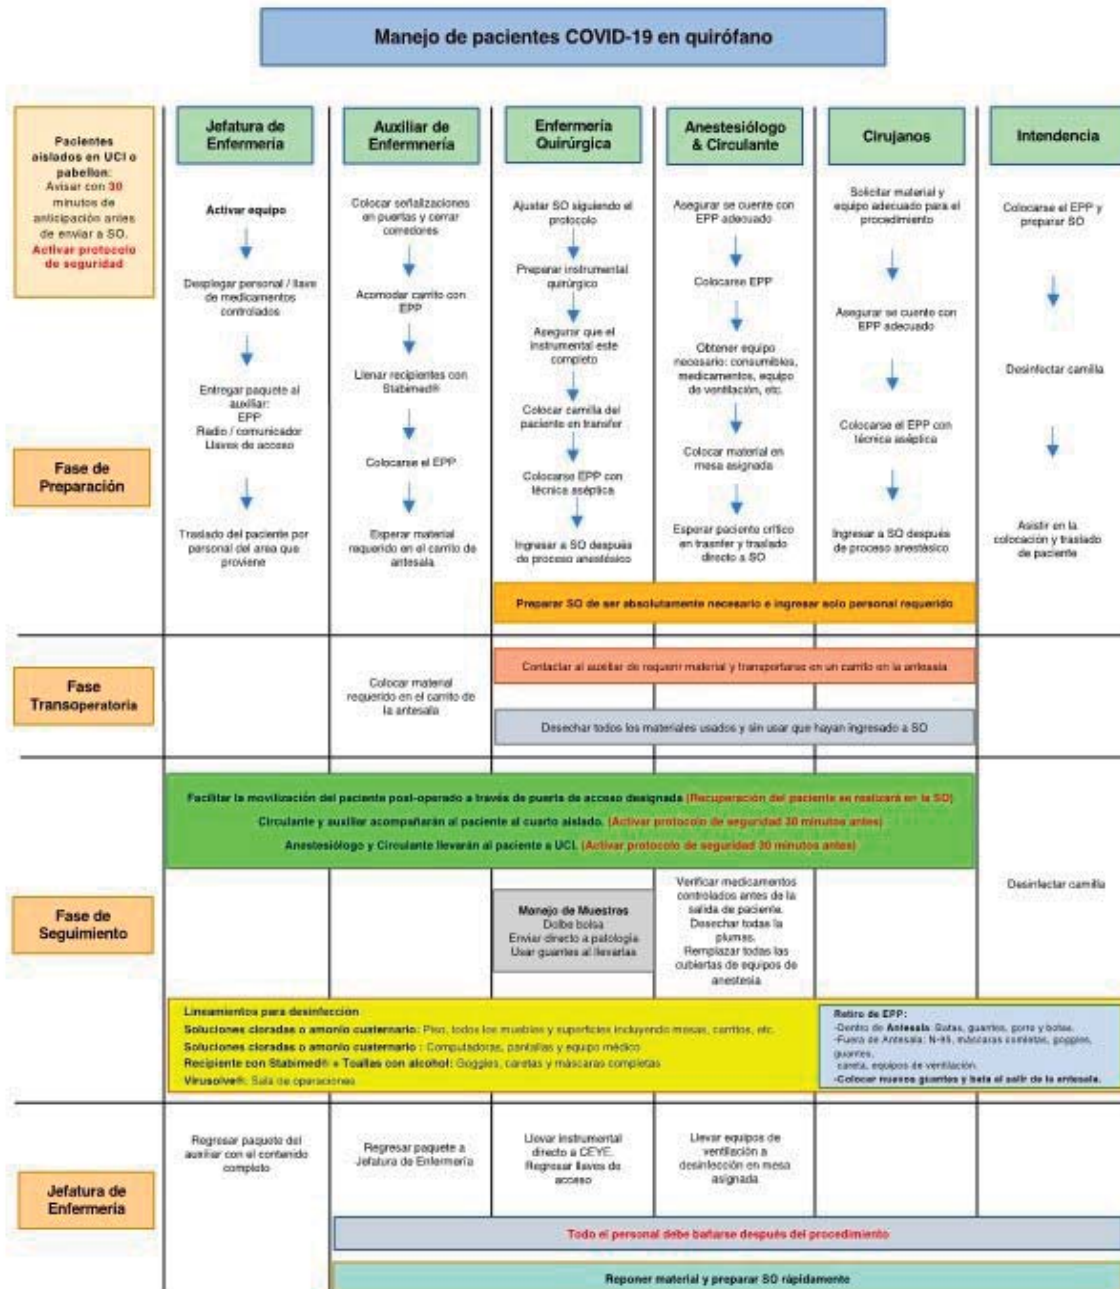 Manejo de pacientes COVID-19 en quirófano
Pacientes
aislados en UCI o
pabellon:
Avisar con 30
minutos de
anticipación antes
de enviar a SO.
Activar protocolo
de seguridad
Jefatura de
Enfermería
Auxiliar de
Enfermnería
Enfermería
Quirúrgica
Anestesiólogo
& Circulante
Cirujanos
Intendencia
Fase de
Preparación
Activar equipo
Desplegar personal / llave
de medicamentos
controlados
Entregar paquete al
auxiliar:
EPP
Radio / comunicador
Llaves de acceso
Traslado del paciente por
personal del area que
proviene
Colocar señalizaciones
en puertas y cerrar
corredores
Acomodar carrito con
EPP
Llenar recipientes con
Stabimed®
Colocarse el EPP
Esperar material
requerido en el carrito de
antesala
Ajustar SO siguiendo el
protocolo
Preparar instrumental
quirúrgico
Asegurar que el
instrumental este
completo
Colocar camilla del
paciente en transfer
Colocarse EPP con
técnica aséptica
Ingresar a SO después
de proceso anestésico
Asegurar se cuente con
EPP adecuado
Colocarse EPP
Obtener equipo
necesario: consumibles,
medicamentos, equipo
de ventilación, etc.
Colocar material en
mesa asignada
Esperar paciente crítico
en trasnfer y traslado
directo a SO
Solicitar material y
equipo adecuado para el
procedimiento
Asegurar se cuente con
EPP adecuado
Colocarse el EPP con
técnica aséptica
Ingresar a SO después
de proceso anestésico
Colocarse el EPP y
preparar SO
Desinfectar camilla
Asistir en la
colocación y traslado
de paciente
Preparar SO de ser absolutamente necesario e ingresar solo personal requerido
Fase
Transoperatoria
Colocar material
requerido en el carrito de
la antesala
Contactar al auxiliar de requerir material y transportarse en un carrito en la antesala
Desechar todos los materiales usados y sin usar que hayan ingresado a SO
Fase de
Seguimiento
Facilitar la movilización del paciente post-operado a través de puerta de acceso designada (Recuperación del paciente se realizará en la SO)
Circulante y auxiliar acompañarán al paciente al cuarto aislado. (Activar protocolo de seguridad 30 minutos antes)
Anestesiólogo y Circulante llevarán al paciente a UCI. (Activar protocolo de seguridad 30 minutos antes)
Manejo de Muestras
Dolbe bolsa
Enviar directo a patología
Usar guantes al llevarlas
Verificar medicamentos
controlados antes de la
salida de paciente.
Desechar todas la
plumas.
Remplazar todas las
cubiertas de equipos de
anestesia
Desinfectar camilla
Lineamientos para desinfección
Soluciones cloradas o amonio cuaternario: Piso, todos los muebles y superficies incluyendo mesas, carritos, etc.
Soluciones cloradas o amonio cuaternario : Computadoras, pantallas y equipo médico
Recipiente con Stabimed® + Toallas con alcohol: Goggles, caretas y máscaras completas
Virusolve®: Sala de operaciones
Retiro de EPP:
-Dentro de Antesala: Batas, guantes, gorro y botas.
-Fuera de Antesala: N-95, máscaras goggles,
guantes,
careta, equipos de ventilación.
-Colocar nuevos guantes y bata al salir de la antesala.
Jefatura de
Enfermería
Regresar paquete del
auxiliar con el contenido
completo
Regresar paquete a
Jefatura de Enfermería
Llevar instrumental
directo a CEYE.
Regresar llaves de
acceso
Llevar equipos de
ventilación a
desinfección en mesa
asignada
Todo el personal debe bañarse después del procedimiento
Reponer material y preparar SO rápidamente